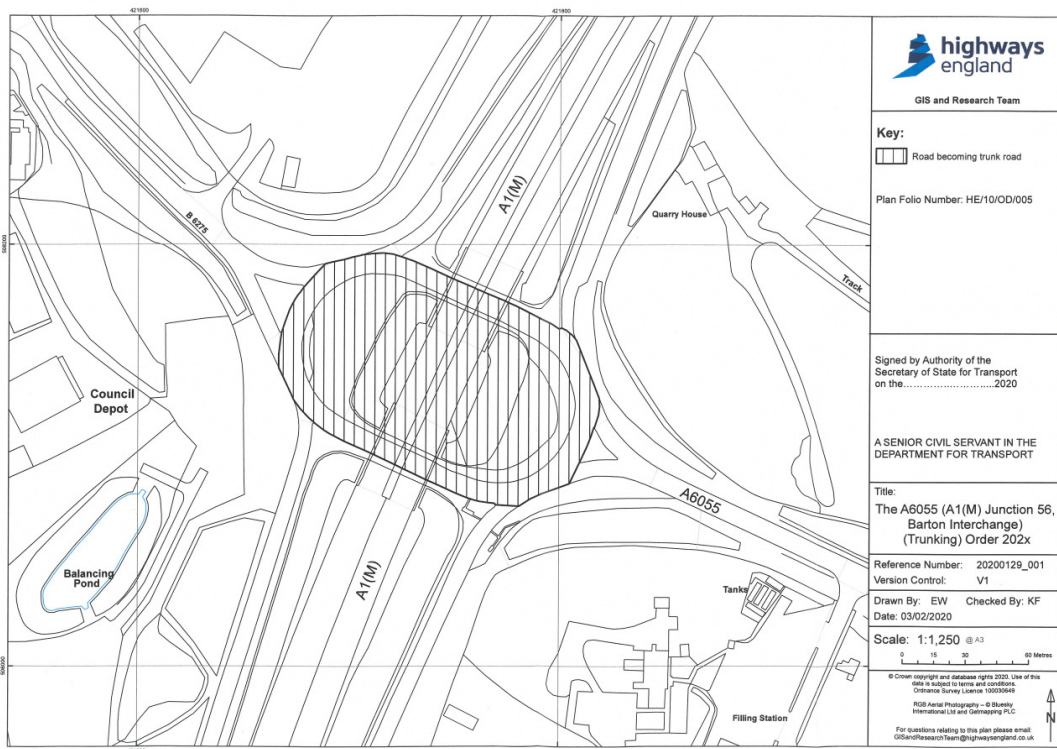 421600
421800
508200
508000
B 6275
A1(M)
Quarry House
Track
Council
Depot
A6055
A1(M)
Balancing
Pond
Tanks
Filling Station
highways
england
GIS and Research Team
Key:
Road becoming trunk road
Plan Folio Number: HE/10/OD/005
Signed by Authority of the
Secretary of State for Transport
on the..............................2020
A SENIOR CIVIL SERVANT IN THE
DEPARTMENT FOR TRANSPORT
Title:
The A6055 (A1(M) Junction 56,
Barton Interchange)
(Trunking) Order 202x
Reference Number: 20200129_001
Version Control: V1
Drawn By: EW Checked By: KF
Date: 03/02/2020
Scale: 1:1,250 @ A3
0 15 30 60 Metres
© Crown copyright and database rights 2020. Use of this
data is subject to terms and conditions.
Ordnance Survey Licence 100030649
RGB Aerial Photography – © Bluesky
International Ltd and Getmapping PLC
For questions relating to this plan please email:
GISandResearchTeam@highwaysengland.co.uk
N